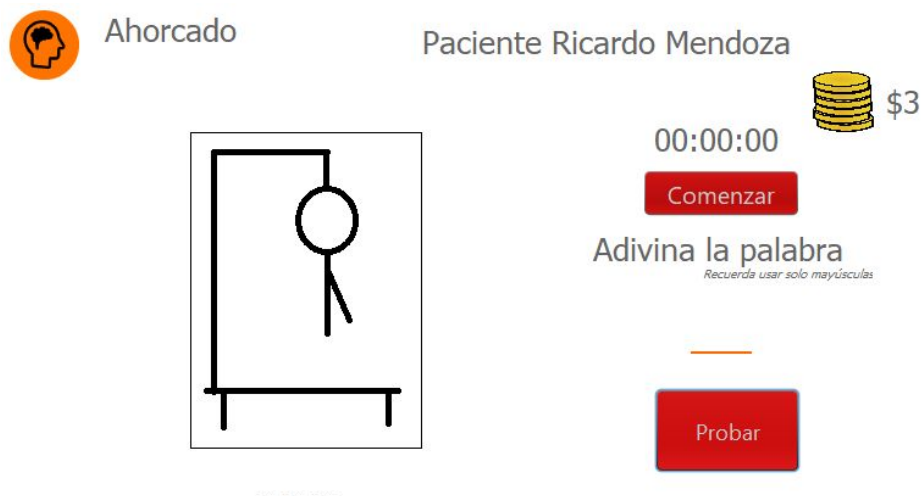 Ahorcado
Paciente Ricardo Mendoza
$3
00:00:00
Comenzar
Adivina la palabra
Recuerda usar solo mayúsculas
Probar